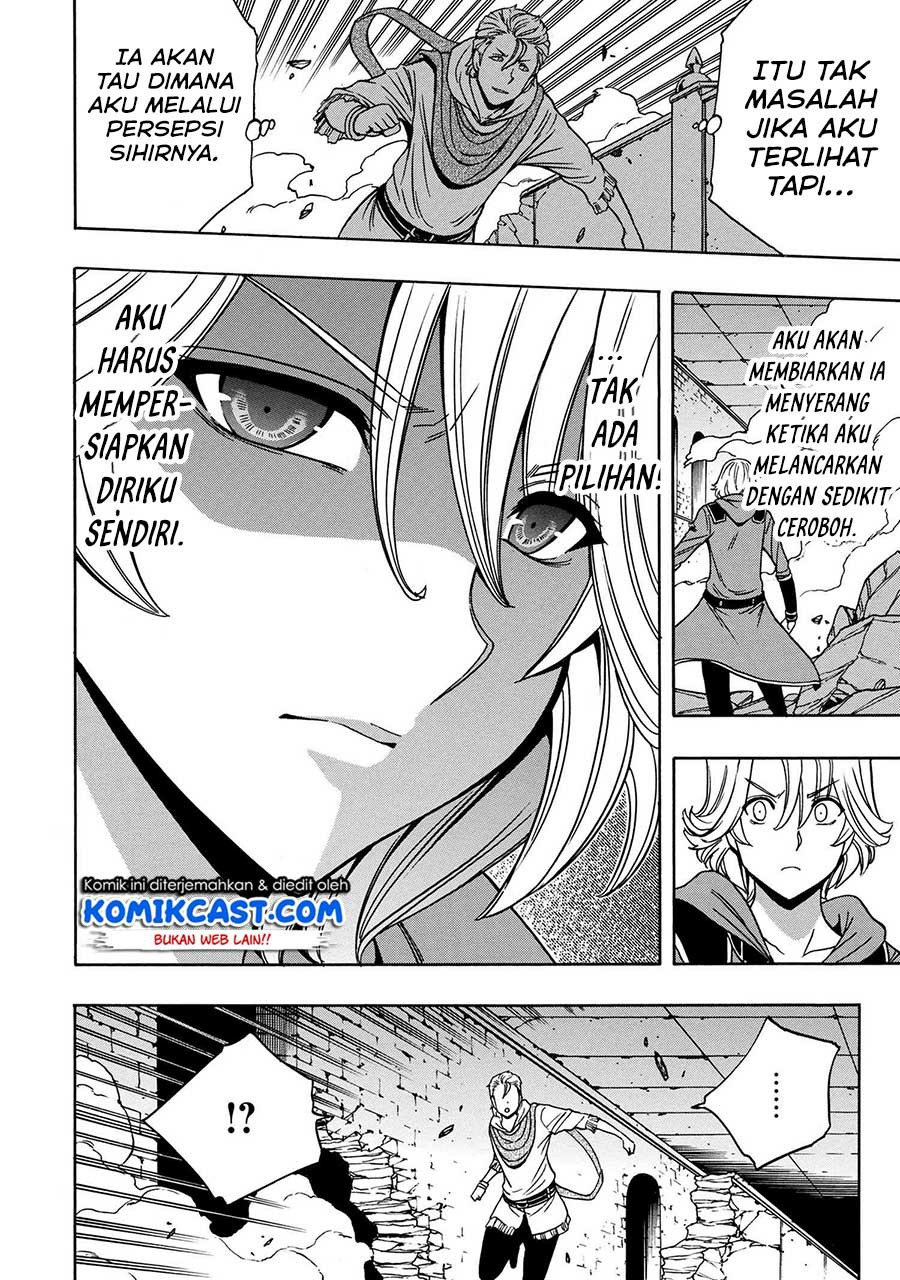 ITU TAK
MASALAH
JIKA AKU
TERLIHAT
TAPI...
IA AKAN
TAU DIMANA
AKU MELALUI
PERSEPSI
SIHIRNYA.
AKU AKAN
MEMBIARKAN IA
MENYERANG
KETIKA AKU
MELANCARKAN
DENGAN SEDIKIT
CEROBOH.
...
TAK
ADA
PILIHAN!
AKU
HARUS
MEMPER-
SIAPKAN
DIRIKU
SENDIRI.
Komik ini diterjemahkan & diedit oleh
KOMIKCAST.COM
BUKAN WEB LAIN!!
......
!?